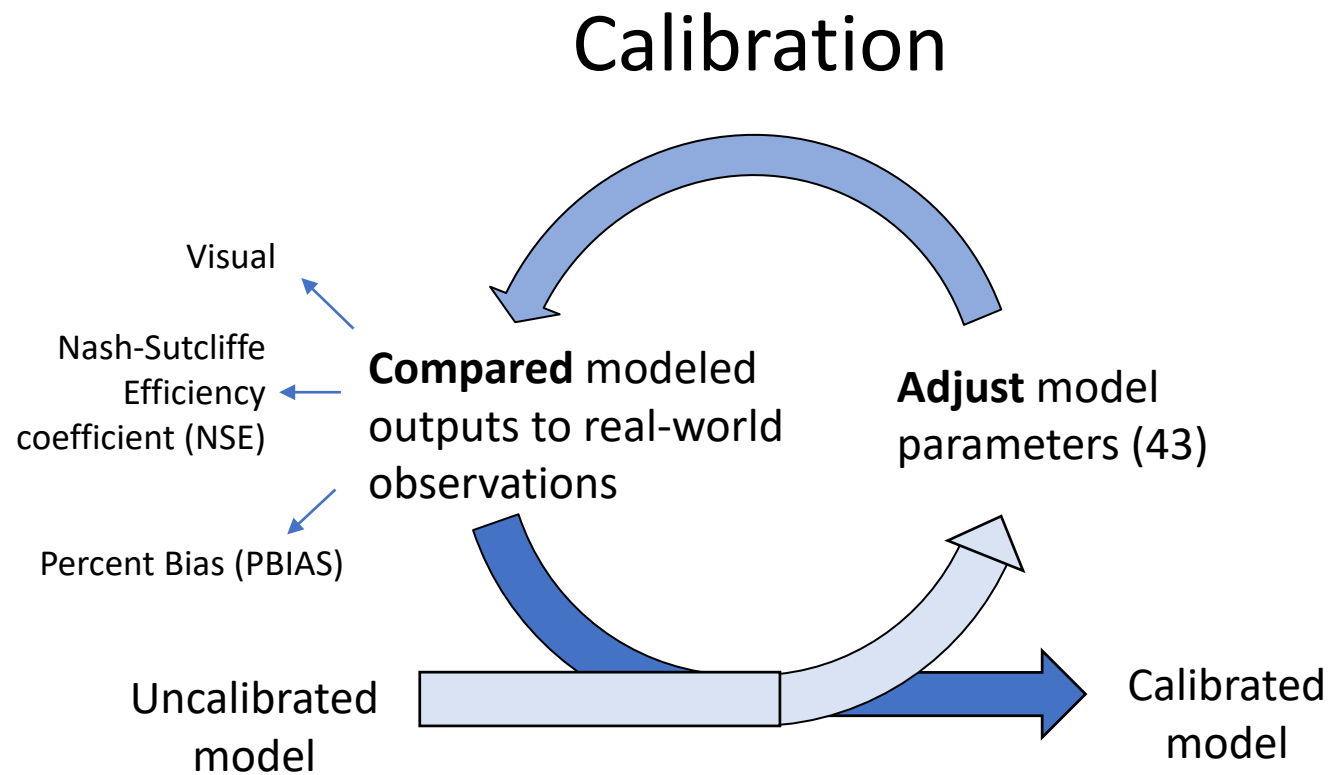 Calibration
Visual
Nash-Sutcliffe
Efficiency
coefficient (NSE)
Percent Bias (PBIAS)
Compared modeled
outputs to real-world
observations
Adjust model
parameters (43)
Uncalibrated
model
Calibrated
model